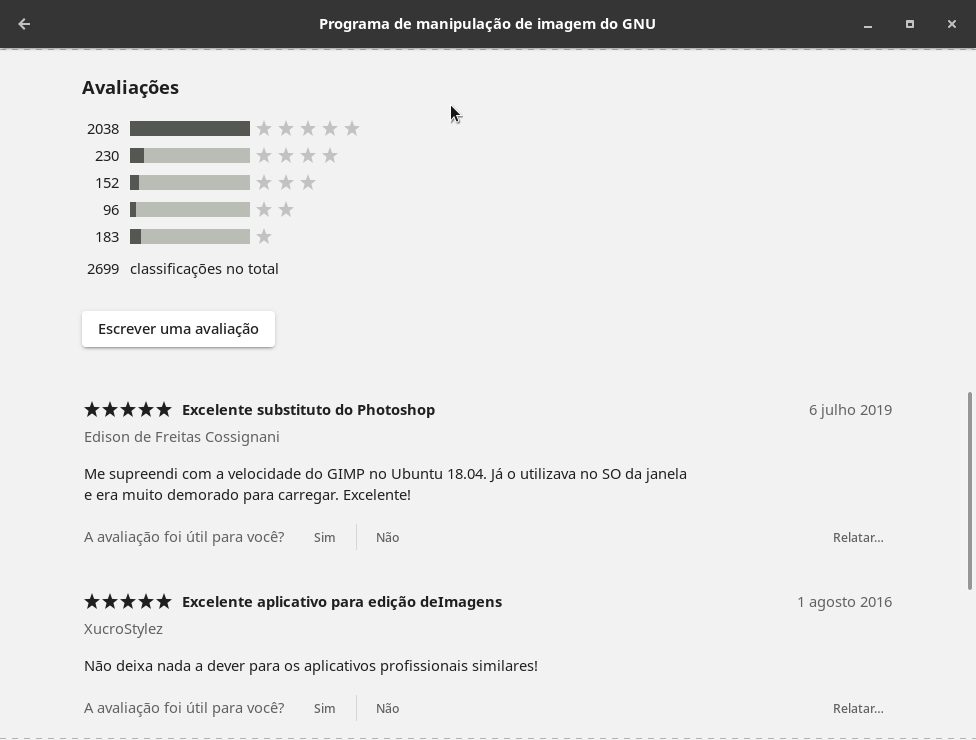 Programa de manipulação de imagem do GNU
Avaliações
2038
230
152
96
183
2699 classificações no total
Escrever uma avaliação
Excelente substituto do Photoshop 6 julho 2019
Edison de Freitas Cossignani
Me supreendi com a velocidade do GIMP no Ubuntu 18.04. Já o utilizava no SO da janela
e era muito demorado para carregar. Excelente!
A avaliação foi útil para você? Sim Não Relatar...
Excelente aplicativo para edição deImagens 1 agosto 2016
XucroStylez
Não deixa nada a dever para os aplicativos profissionais similares!
A avaliação foi útil para você? Sim Não Relatar...